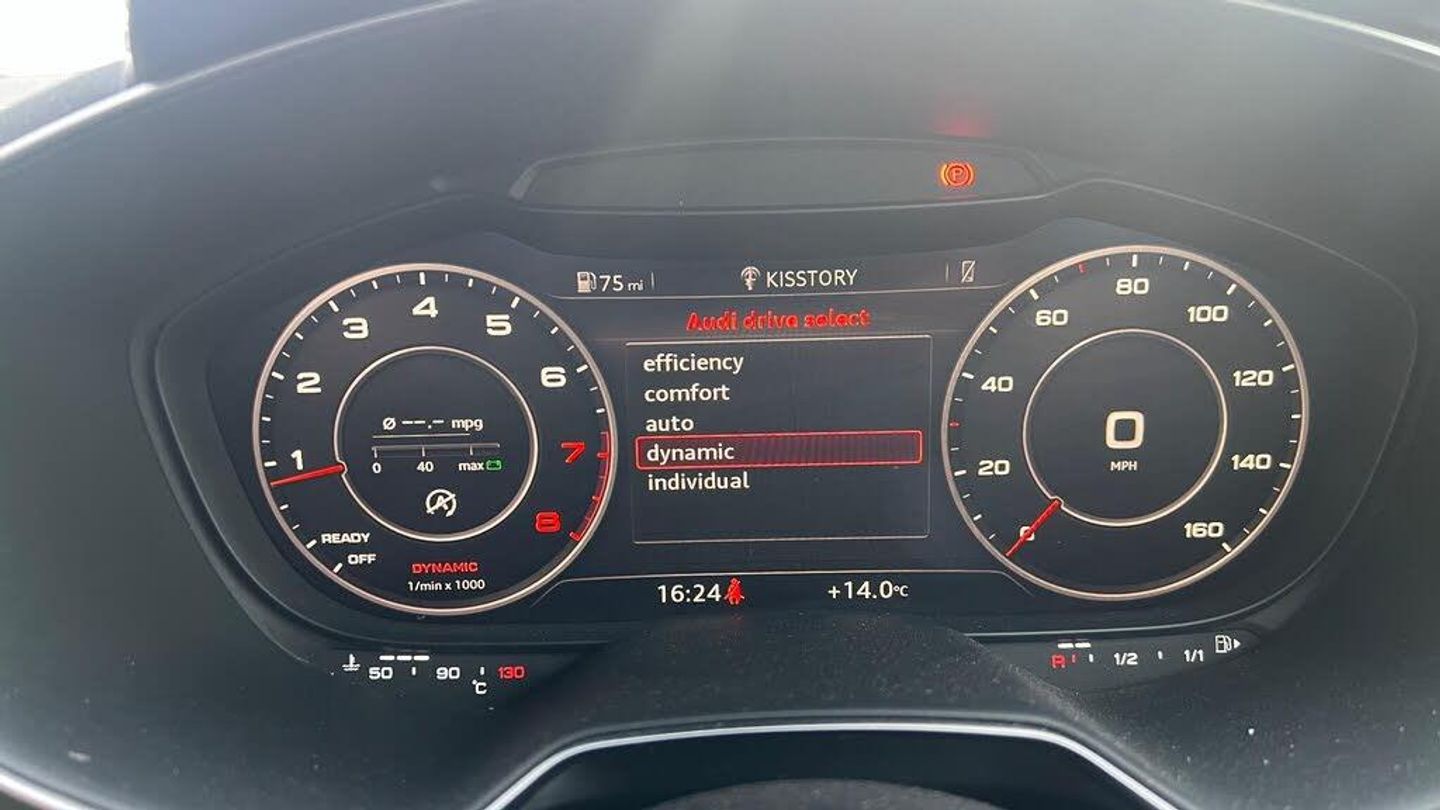 P
75 mi
KISSTORY
Audi drive select
efficiency
comfort
auto
dynamic
individual
1
2
3
4
5
6
7
8
Ø --.- mpg
0 40 max
A
READY
OFF
DYNAMIC
1/min x 1000
0
20
40
60
80
100
120
140
160
0
MPH
16:24
+14.0°C
50 90 130
°C
R 1/2 1/1